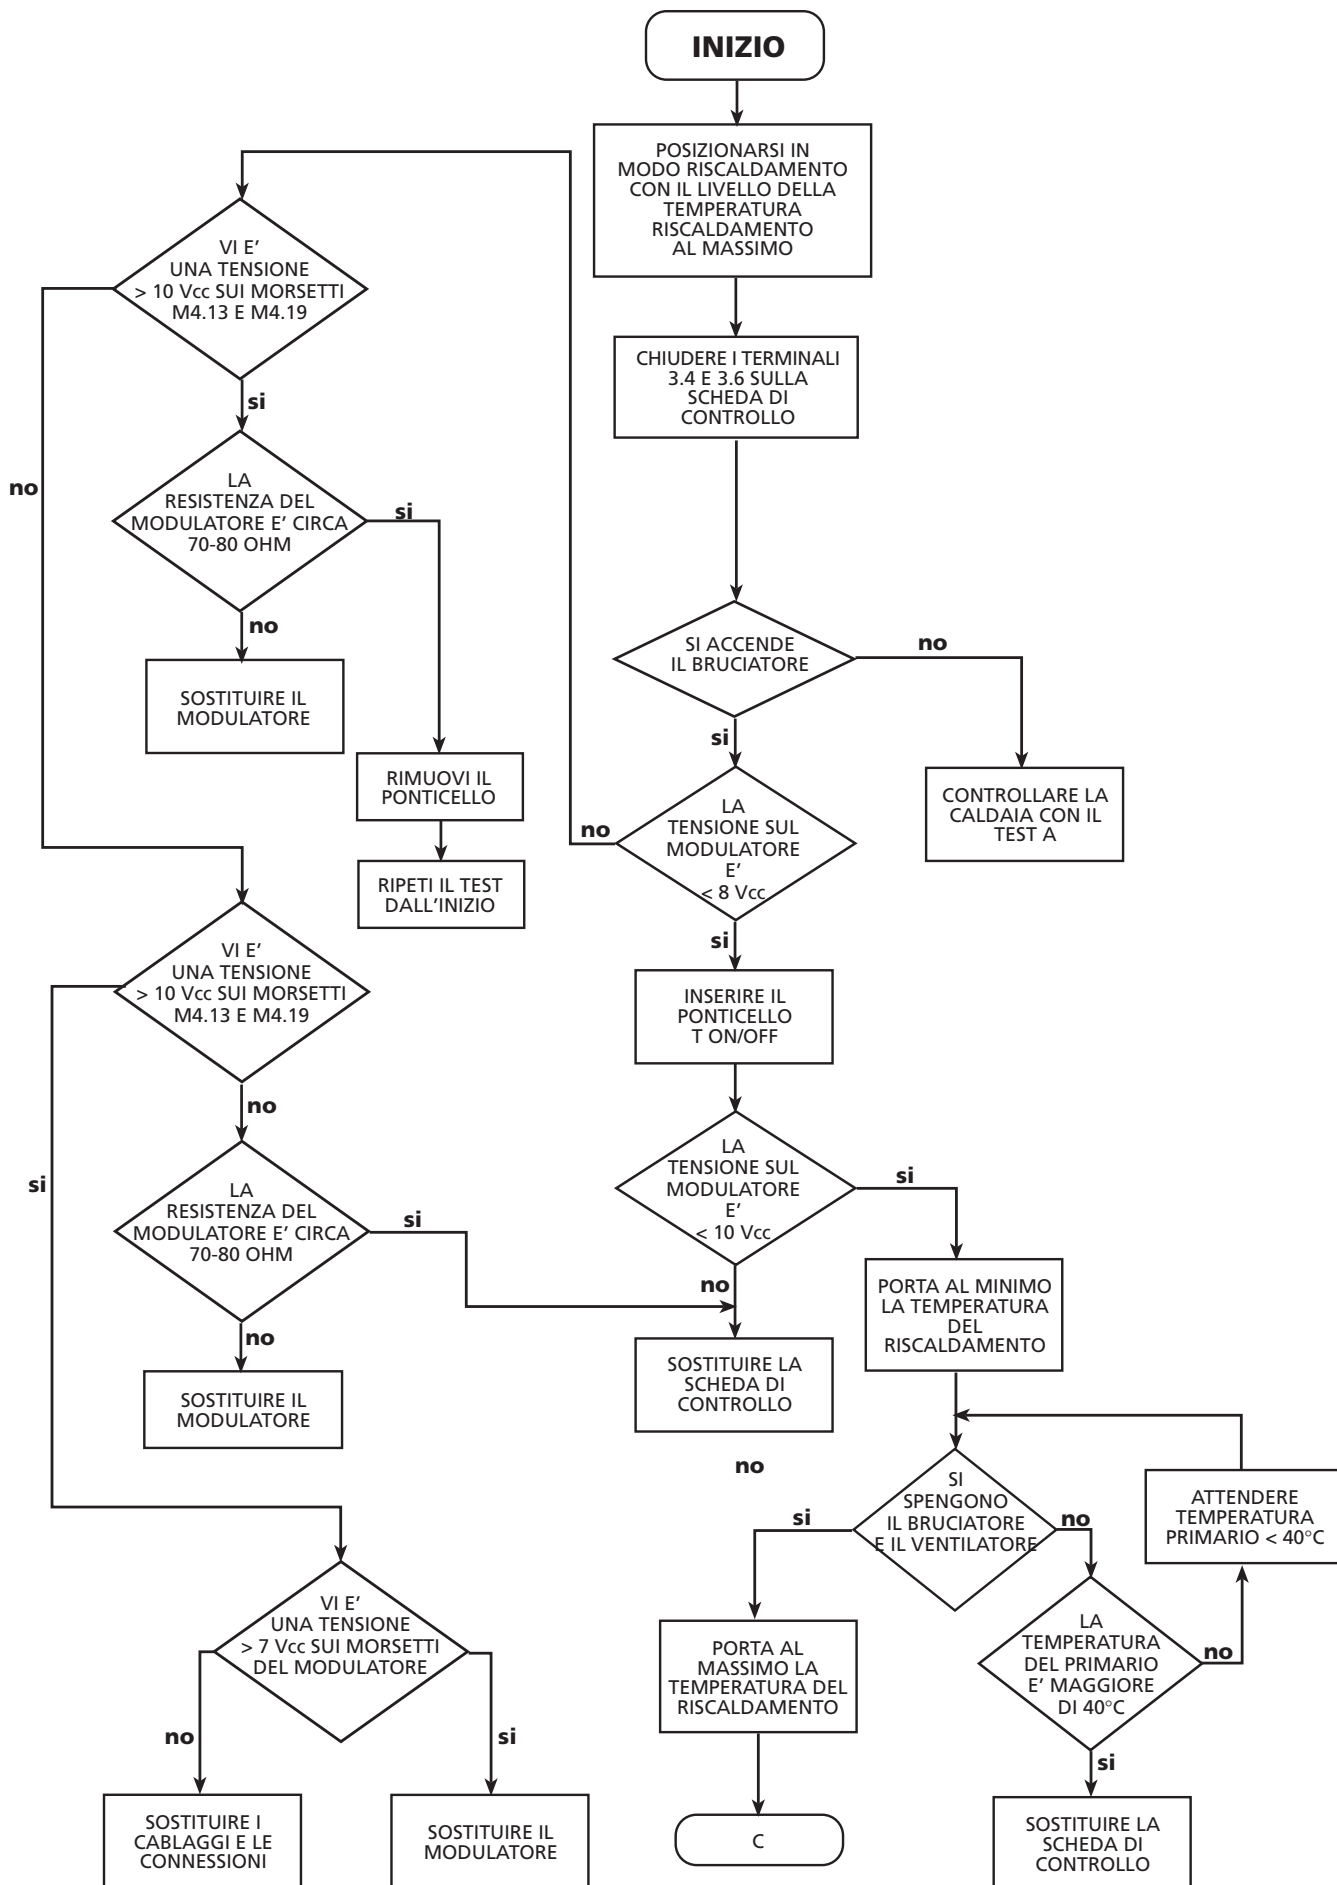 INIZIO
POSIZIONARSI IN
MODO RISCALDAMENTO
CON IL LIVELLO DELLA
TEMPERATURA
RISCALDAMENTO
AL MASSIMO
CHIUDERE I TERMINALI
3.4 E 3.6 SULLA
SCHEDA DI
CONTROLLO
SI ACCENDE
IL BRUCIATORE
no
CONTROLLARE LA
CALDAIA CON IL
TEST A
si
LA
TENSIONE SUL
MODULATORE
E'
< 8 Vcc
no
si
INSERIRE IL
PONTICELLO
T ON/OFF
LA
TENSIONE SUL
MODULATORE
E'
< 10 Vcc
si
no
SOSTITUIRE LA
SCHEDA DI
CONTROLLO
no
PORTA AL MINIMO
LA TEMPERATURA
DEL
RISCALDAMENTO
SI
SPENGONO
IL BRUCIATORE
E IL VENTILATORE
si
no
ATTENDERE
TEMPERATURA
PRIMARIO < 40°C
LA
TEMPERATURA
DEL PRIMARIO
E' MAGGIORE
DI 40°C
no
si
SOSTITUIRE LA
SCHEDA DI
CONTROLLO
PORTA AL
MASSIMO LA
TEMPERATURA DEL
RISCALDAMENTO
C
VI E'
UNA TENSIONE
> 10 Vcc SUI MORSETTI
M4.13 E M4.19
no
si
LA
RESISTENZA DEL
MODULATORE E' CIRCA
70-80 OHM
si
no
SOSTITUIRE IL
MODULATORE
RIMUOVI IL
PONTICELLO
RIPETI IL TEST
DALL'INIZIO
VI E'
UNA TENSIONE
> 10 Vcc SUI MORSETTI
M4.13 E M4.19
si
no
LA
RESISTENZA DEL
MODULATORE E' CIRCA
70-80 OHM
si
no
SOSTITUIRE IL
MODULATORE
VI E'
UNA TENSIONE
> 7 Vcc SUI MORSETTI
DEL MODULATORE
no
si
SOSTITUIRE I
CABLAGGI E LE
CONNESSIONI
SOSTITUIRE IL
MODULATORE